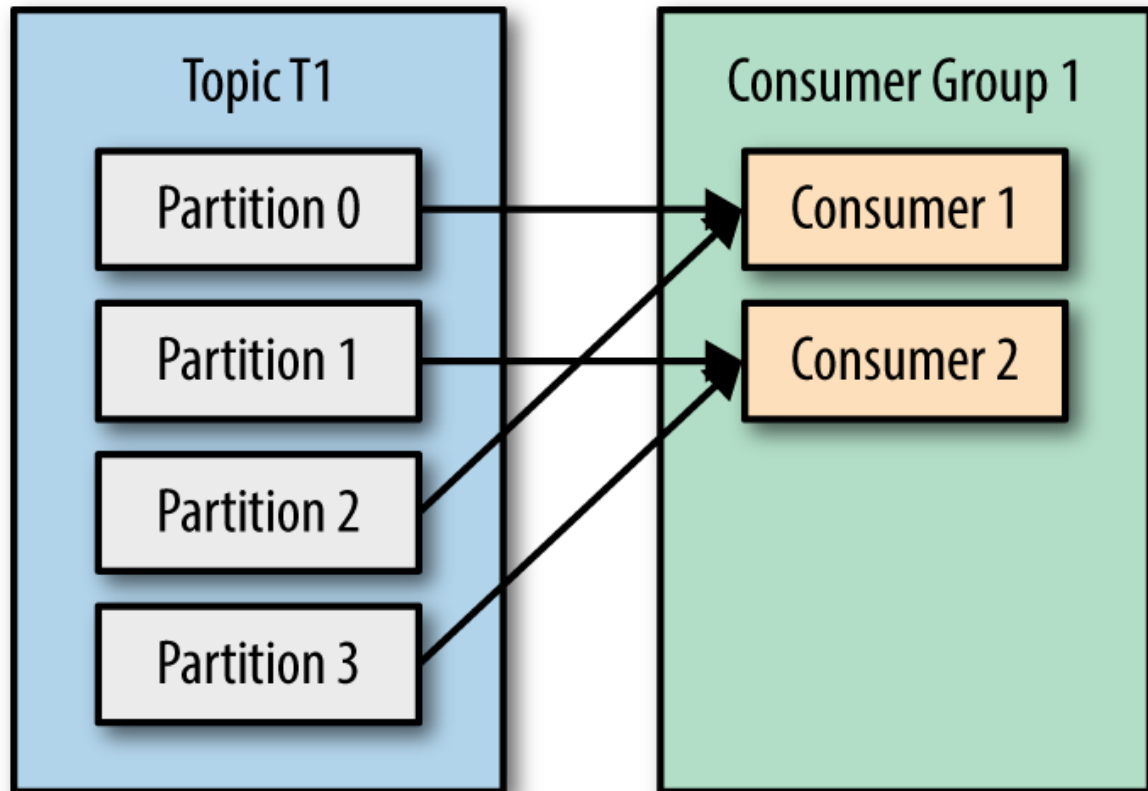 Topic T1
Partition 0
Partition 1
Partition 2
Partition 3
Consumer Group 1
Consumer 1
Consumer 2